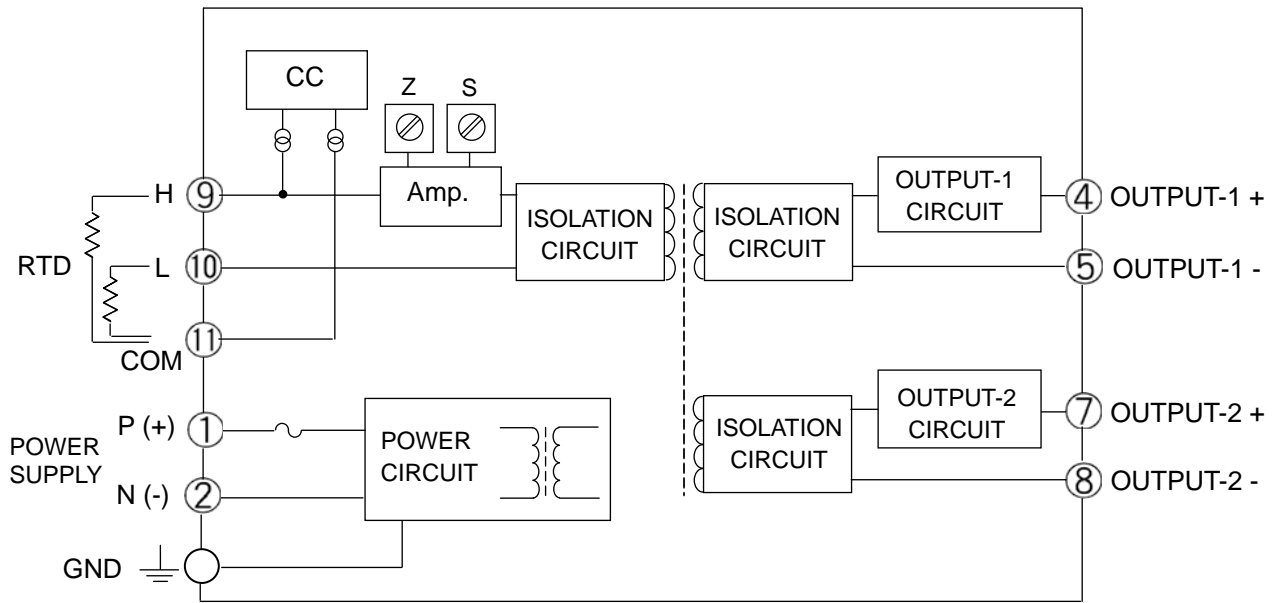 CC
Z
S
H
9
Amp.
ISOLATION
CIRCUIT
ISOLATION
CIRCUIT
OUTPUT-1
CIRCUIT
4
OUTPUT-1 +
RTD
L
10
5
OUTPUT-1 -
COM
11
POWER
SUPPLY
P (+)
1
POWER
CIRCUIT
N (-)
2
ISOLATION
CIRCUIT
OUTPUT-2
CIRCUIT
7
OUTPUT-2 +
8
OUTPUT-2 -
GND